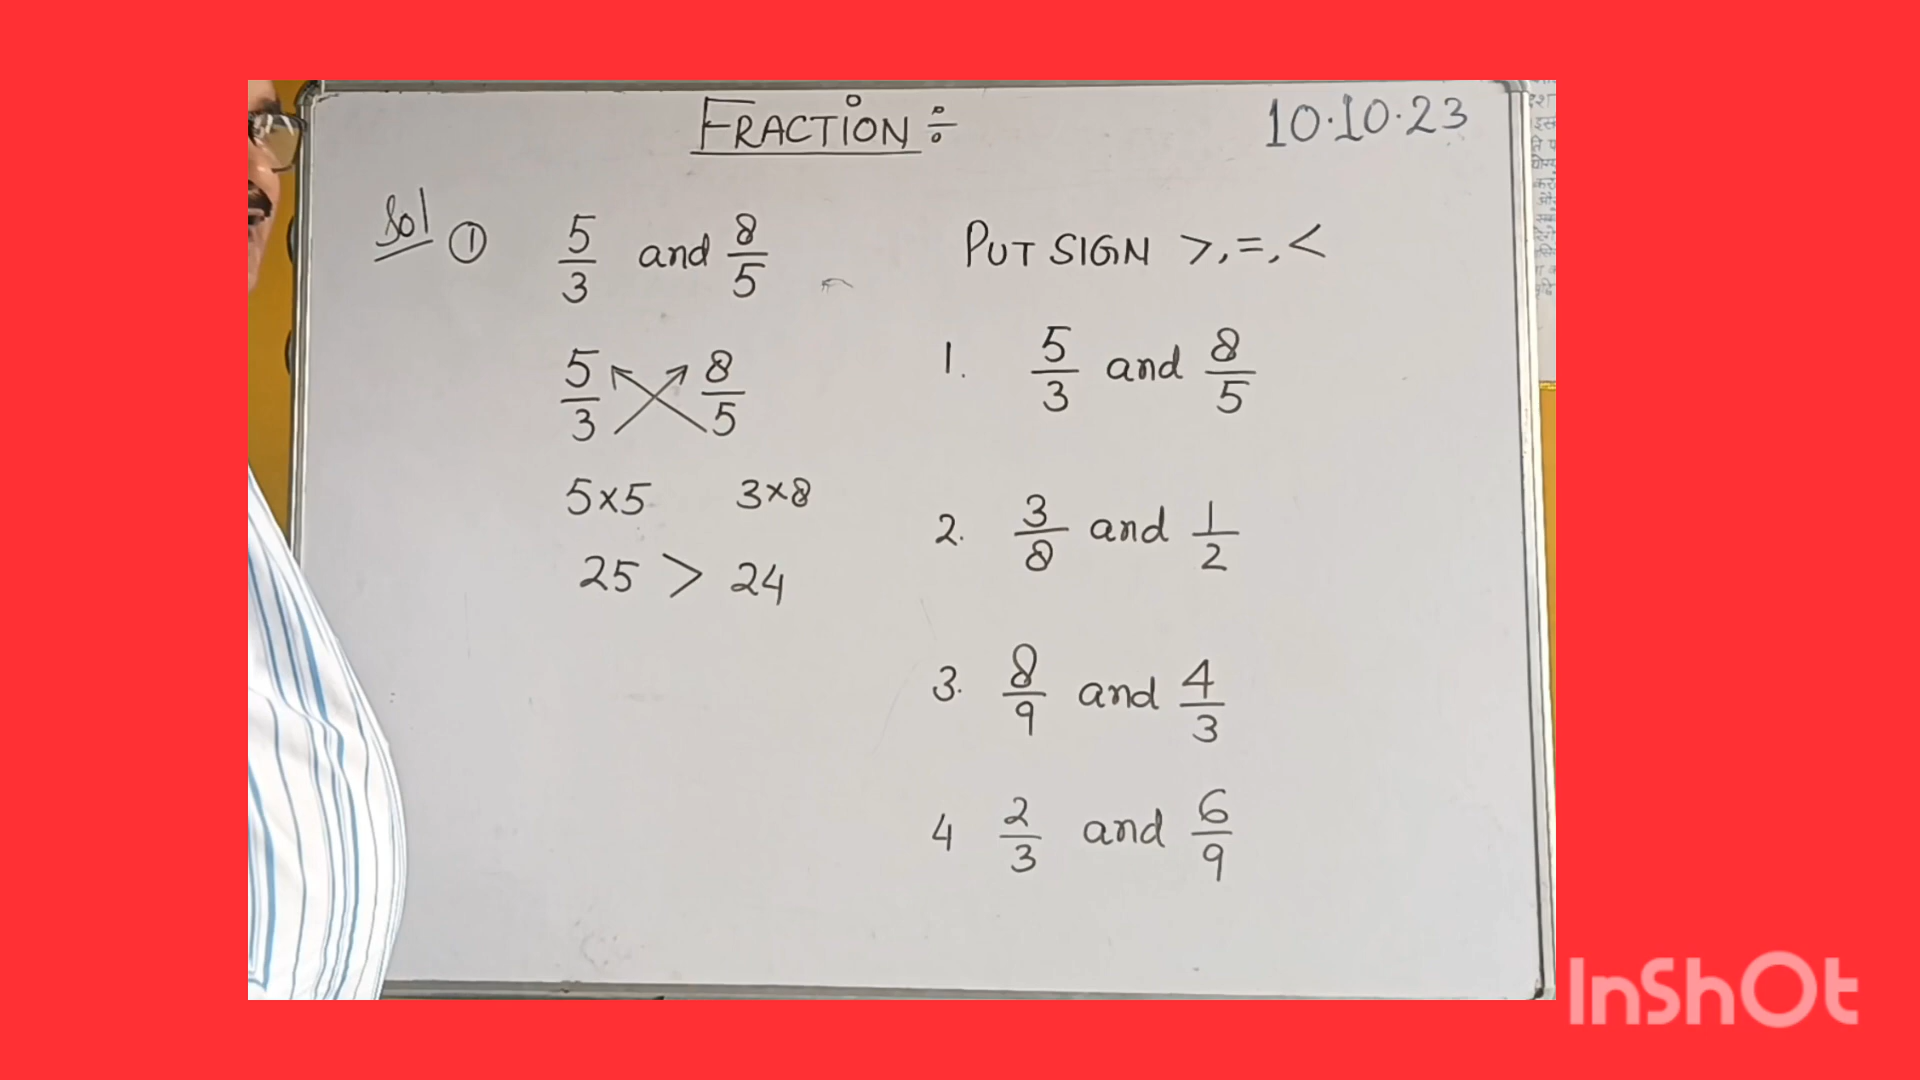 FRACTION ÷
10.10.23
Sol ① 5/3 and 8/5
5/3 8/5
5×5 3×8
25 > 24
PUT SIGN >, =, <
1. 5/3 and 8/5
2. 3/8 and 1/2
3. 8/9 and 4/3
4 2/3 and 6/9
InShOt